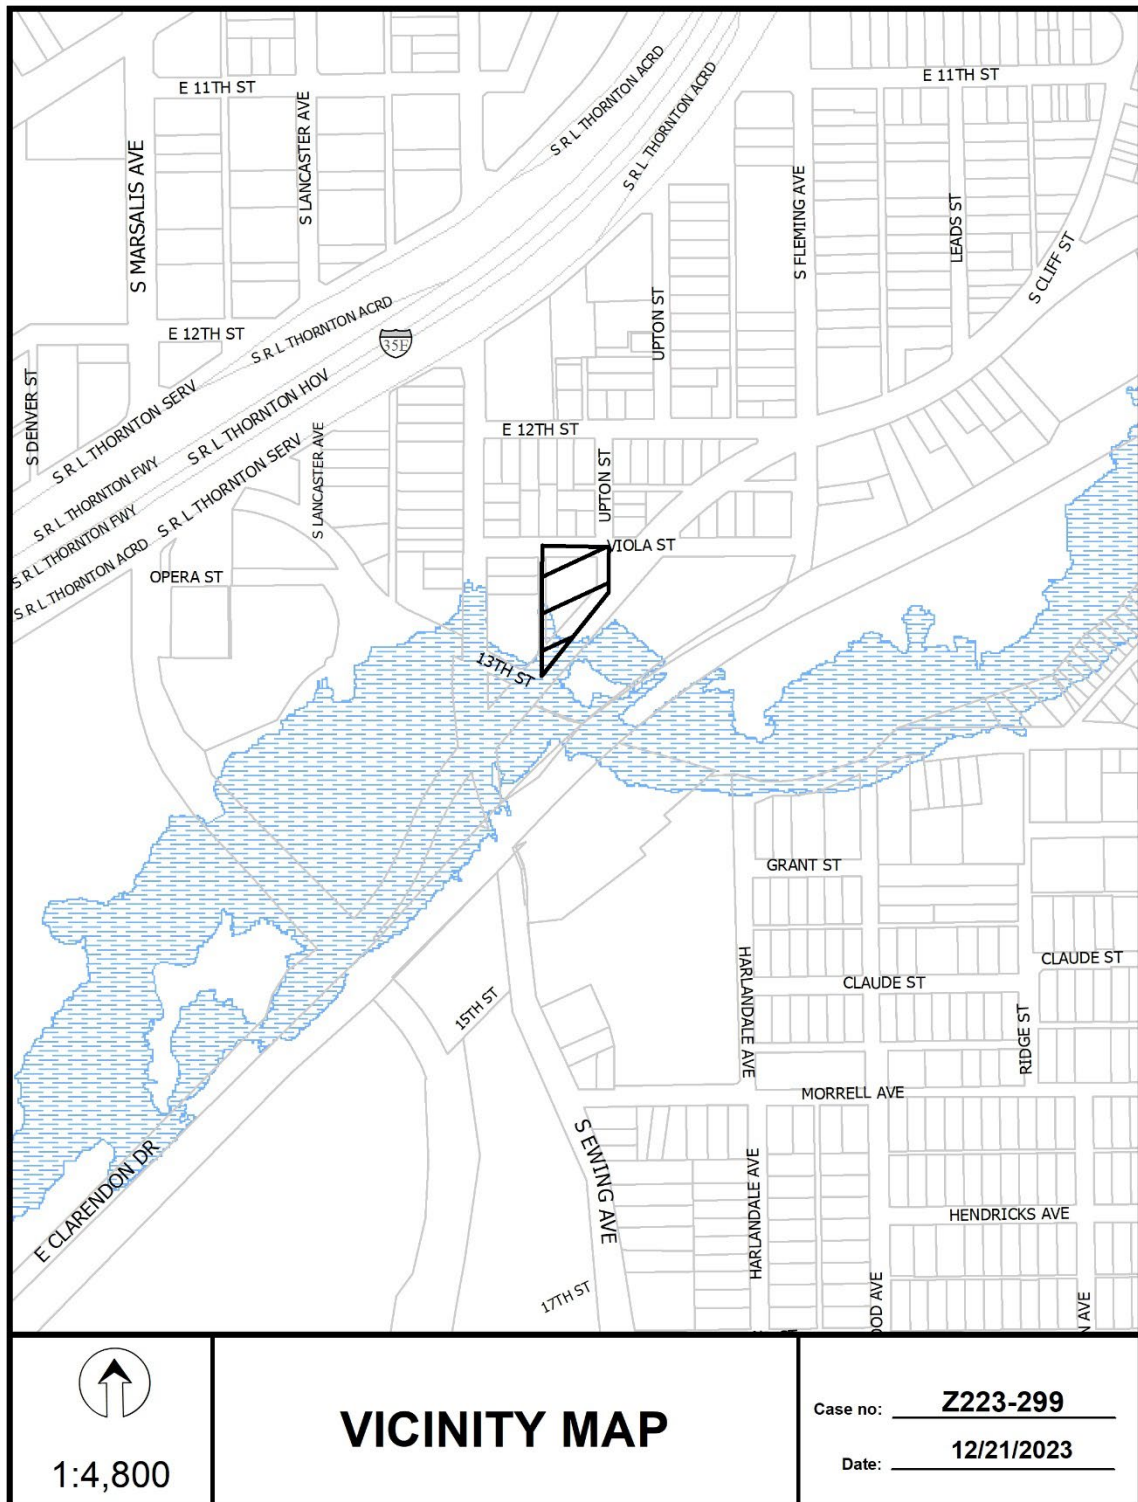 E 11TH ST
E 11TH ST
S R L THORNTON ACRD
S R L THORNTON ACRD
S LANCASTER AVE
S MARSALIS AVE
S FLEMING AVE
LEADS ST
S CLIFF ST
E 12TH ST
S R L THORNTON ACRD
35E
UPTON ST
S DENVER ST
S R L THORNTON SERV
S R L THORNTON HOV
S R L THORNTON SERV
S R L THORNTON FWY
S R L THORNTON FWY
S R L THORNTON ACRD
S LANCASTER AVE
E 12TH ST
UPTON ST
VIOLA ST
OPERA ST
13TH ST
GRANT ST
HARLANDALE AVE
CLAUDE ST
CLAUDE ST
15TH ST
RIDGE ST
MORRELL AVE
S EWING AVE
E CLARENDON DR
HARLANDALE AVE
HENDRICKS AVE
17TH ST
OOD AVE
N AVE
1:4,800
VICINITY MAP
Case no: Z223-299
Date: 12/21/2023